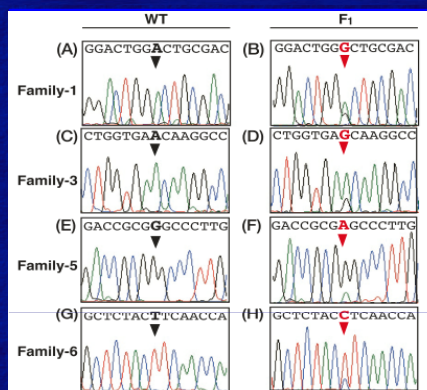 WT F₁
(A) (B)
GGACTGGACTGCGAC GGACTGGGCTGCGAC
Family-1
(C) (D)
CTGGTGAACAAGGCC CTGGTGAGCAAGGCC
Family-3
(E) (F)
GACCGCGGGCCCTTG GACCGCGAGCCCTTG
Family-5
(G) (H)
GCTCTACTTCAACCA GCTCTACCTCAACCA
Family-6